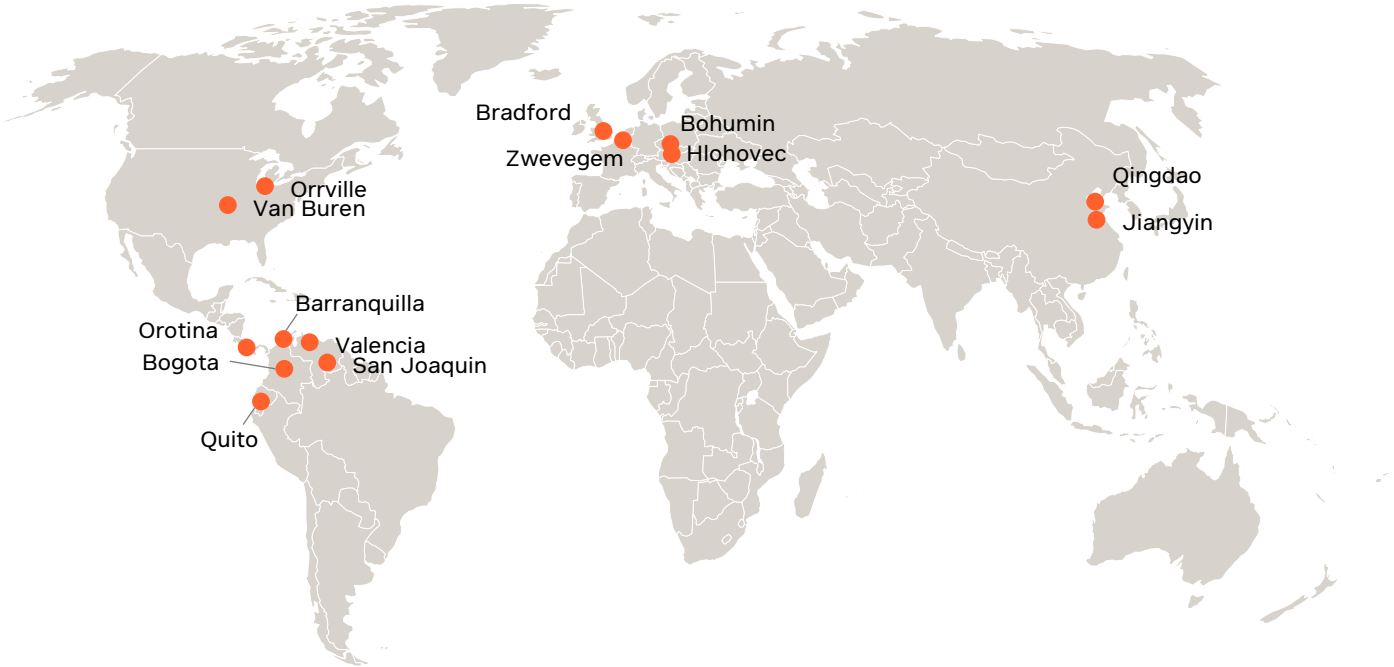 Bradford
Bohumin
Zwevegem
Hlohovec
Qingdao
Orrville
Van Buren
Jiangyin
Barranquilla
Orotina
Valencia
Bogota
San Joaquin
Quito